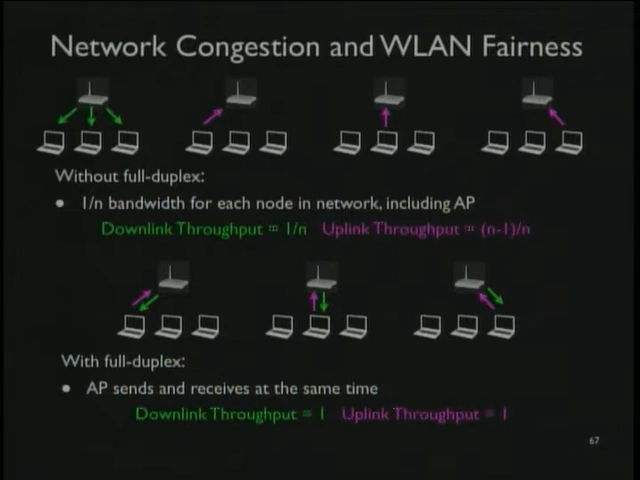 Network Congestion and WLAN Fairness
Without full-duplex:
• 1/n bandwidth for each node in network, including AP
Downlink Throughput = 1/n Uplink Throughput = (n-1)/n
With full-duplex:
• AP sends and receives at the same time
Downlink Throughput = 1 Uplink Throughput = 1
67